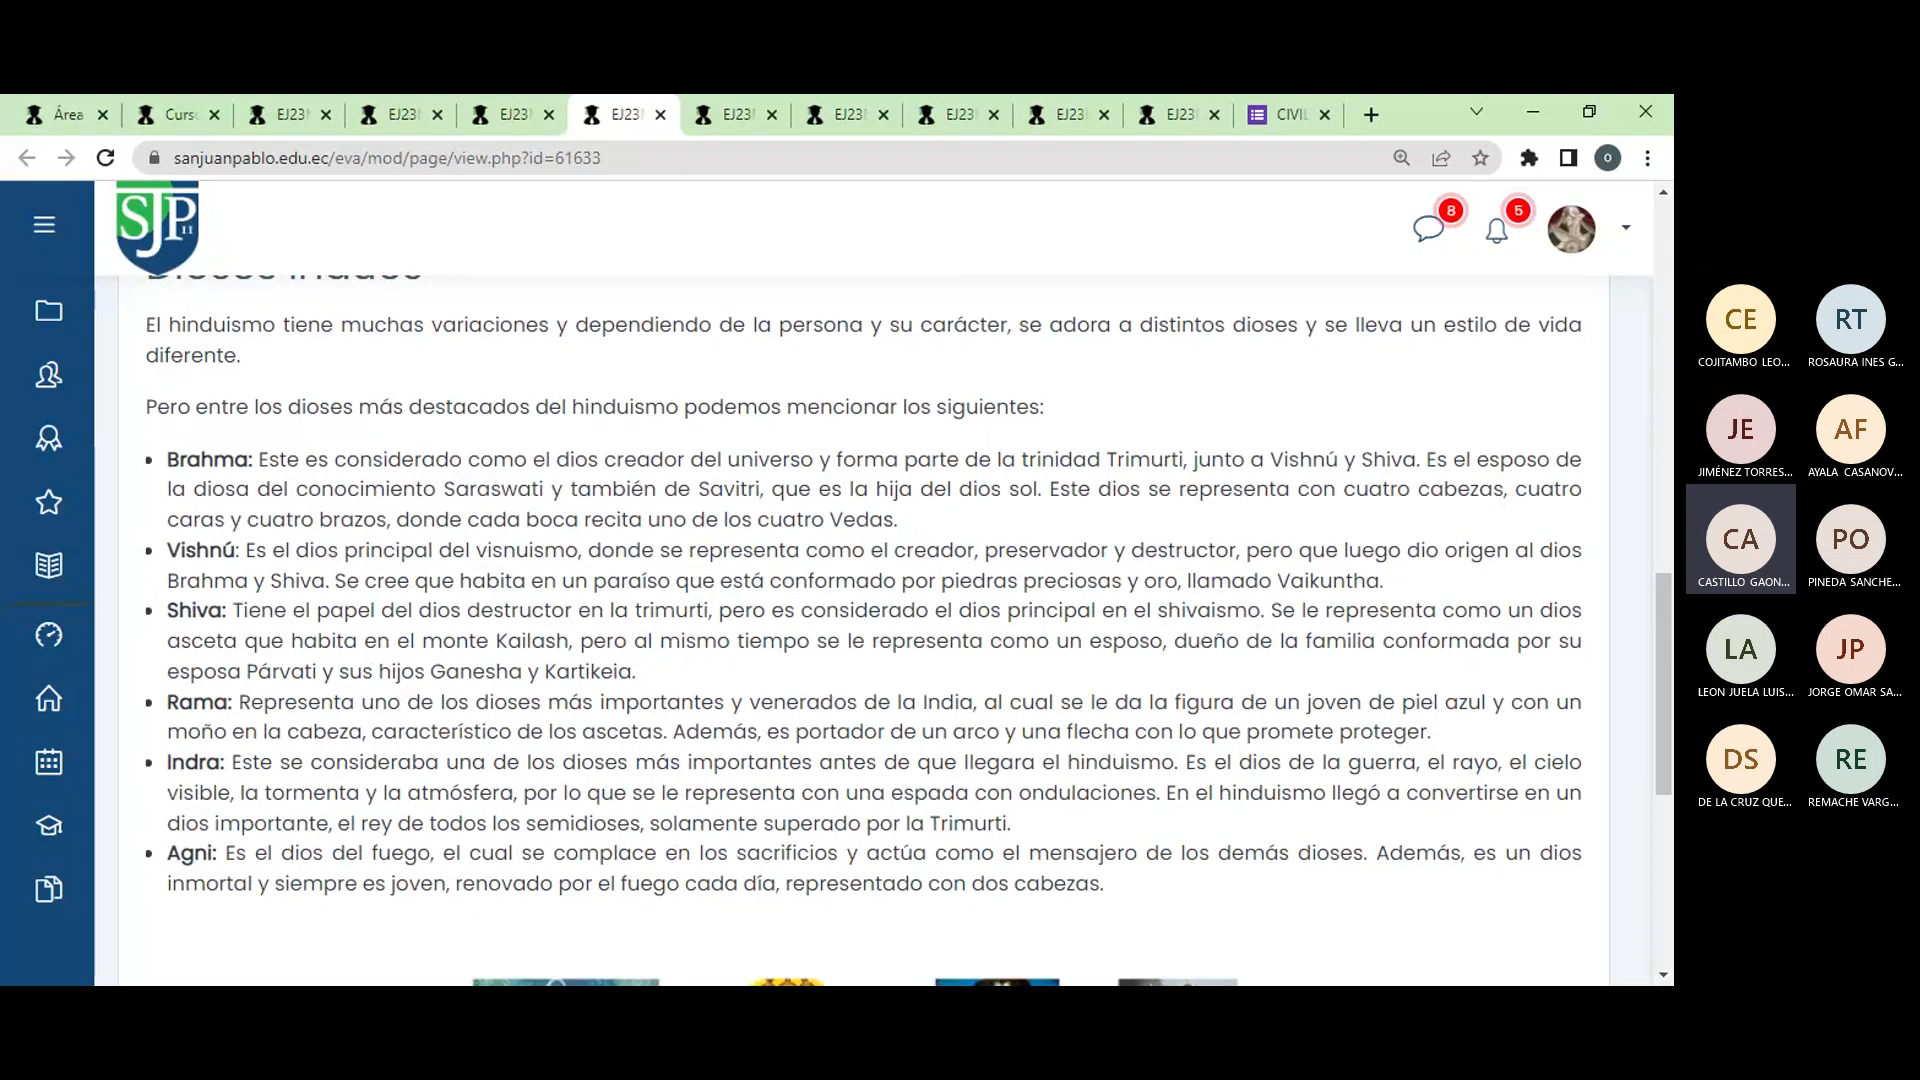 Área
Curs
EJ23
EJ23
EJ23
EJ23
EJ23
EJ23
EJ23
EJ23
EJ23
CIVIL
sanjuanpablo.edu.ec/eva/mod/page/view.php?id=61633
O
SJP II
8
5
Dioses hindúes
El hinduismo tiene muchas variaciones y dependiendo de la persona y su carácter, se adora a distintos dioses y se lleva un estilo de vida
diferente.
Pero entre los dioses más destacados del hinduismo podemos mencionar los siguientes:
• Brahma: Este es considerado como el dios creador del universo y forma parte de la trinidad Trimurti, junto a Vishnú y Shiva. Es el esposo de
la diosa del conocimiento Saraswati y también de Savitri, que es la hija del dios sol. Este dios se representa con cuatro cabezas, cuatro
caras y cuatro brazos, donde cada boca recita uno de los cuatro Vedas.
• Vishnú: Es el dios principal del visnuismo, donde se representa como el creador, preservador y destructor, pero que luego dio origen al dios
Brahma y Shiva. Se cree que habita en un paraíso que está conformado por piedras preciosas y oro, llamado Vaikuntha.
• Shiva: Tiene el papel del dios destructor en la trimurti, pero es considerado el dios principal en el shivaismo. Se le representa como un dios
asceta que habita en el monte Kailash, pero al mismo tiempo se le representa como un esposo, dueño de la familia conformada por su
esposa Párvati y sus hijos Ganesha y Kartikeia.
• Rama: Representa uno de los dioses más importantes y venerados de la India, al cual se le da la figura de un joven de piel azul y con un
moño en la cabeza, característico de los ascetas. Además, es portador de un arco y una flecha con lo que promete proteger.
• Indra: Este se consideraba una de los dioses más importantes antes de que llegara el hinduismo. Es el dios de la guerra, el rayo, el cielo
visible, la tormenta y la atmósfera, por lo que se le representa con una espada con ondulaciones. En el hinduismo llegó a convertirse en un
dios importante, el rey de todos los semidioses, solamente superado por la Trimurti.
• Agni: Es el dios del fuego, el cual se complace en los sacrificios y actúa como el mensajero de los demás dioses. Además, es un dios
inmortal y siempre es joven, renovado por el fuego cada día, representado con dos cabezas.
CE
COJITAMBO LEO...
RT
ROSAURA INES G...
JE
JIMÉNEZ TORRES...
AF
AYALA CASANOV...
CA
CASTILLO GAON...
PO
PINEDA SANCHE...
LA
LEON JUELA LUIS...
JP
JORGE OMAR SA...
DS
DE LA CRUZ QUE...
RE
REMACHE VARG...